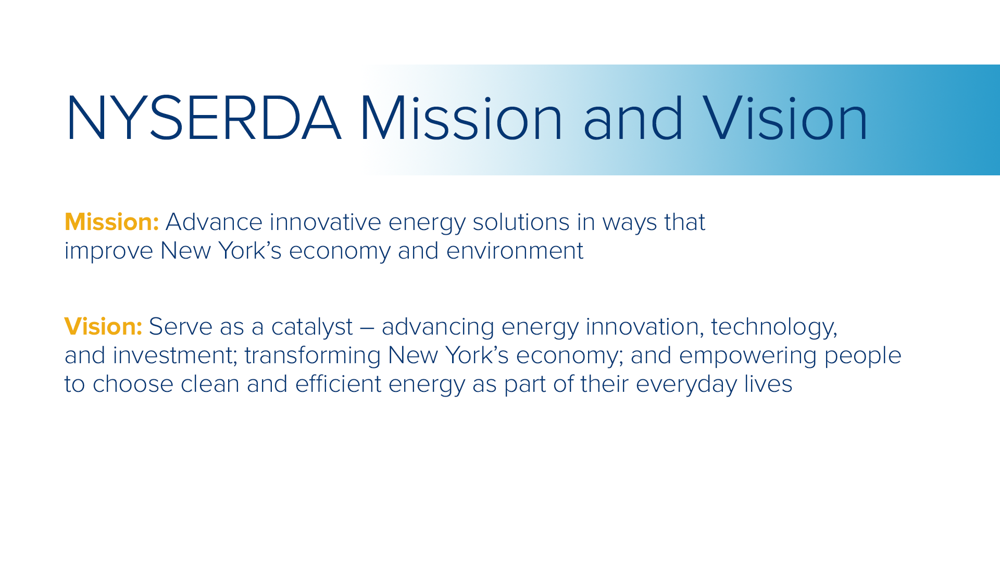 NYSERDA Mission and Vision
Mission: Advance innovative energy solutions in ways that
improve New York’s economy and environment
Vision: Serve as a catalyst – advancing energy innovation, technology,
and investment; transforming New York’s economy; and empowering people
to choose clean and efficient energy as part of their everyday lives